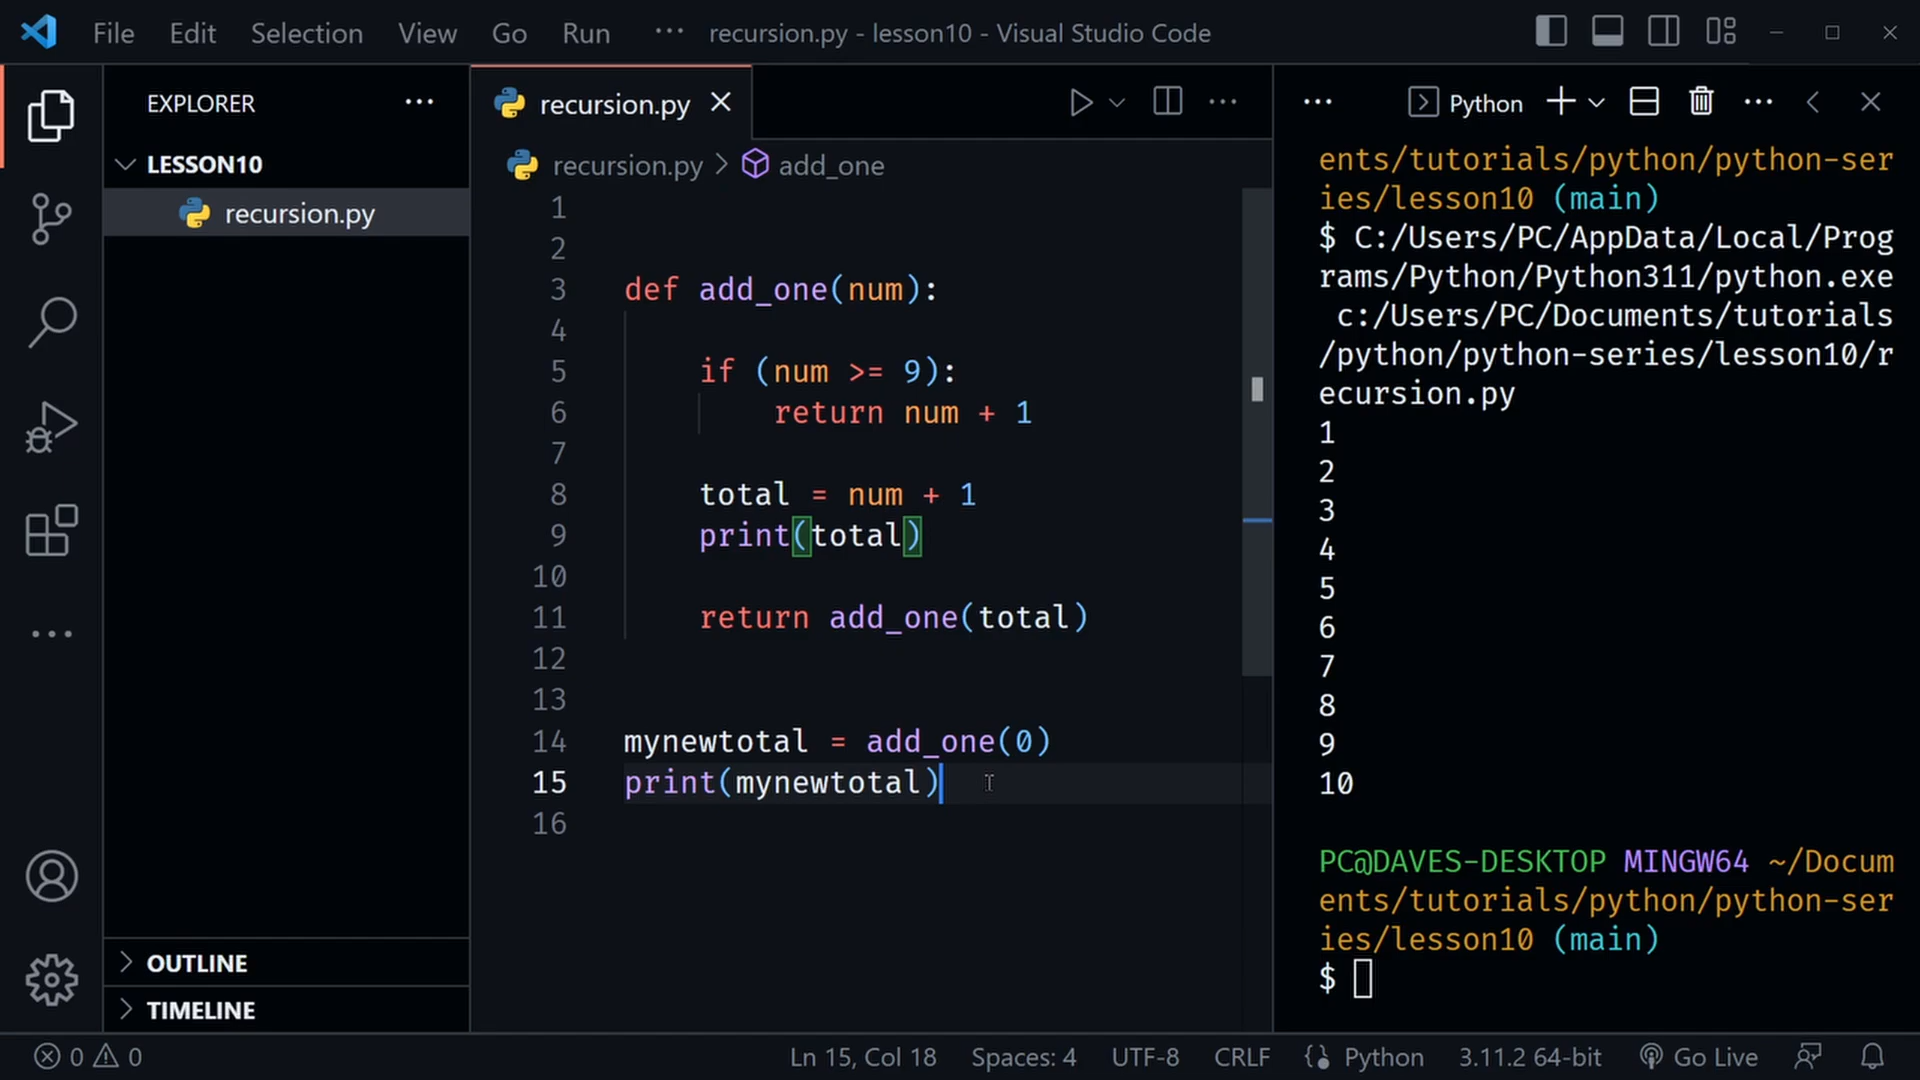 File Edit Selection View Go Run ··· recursion.py - lesson10 - Visual Studio Code
EXPLORER ···
LESSON10
recursion.py
OUTLINE
TIMELINE
recursion.py
recursion.py > add_one
1
2
3 def add_one(num):
4
5 if (num >= 9):
6 return num + 1
7
8 total = num + 1
9 print(total)
10
11 return add_one(total)
12
13
14 mynewtotal = add_one(0)
15 print(mynewtotal)
16
Python
ents/tutorials/python/python-ser
ies/lesson10 (main)
$ C:/Users/PC/AppData/Local/Prog
rams/Python/Python311/python.exe
c:/Users/PC/Documents/tutorials
/python/python-series/lesson10/r
ecursion.py
1
2
3
4
5
6
7
8
9
10
PC@DAVES-DESKTOP MINGW64 ~/Docum
ents/tutorials/python/python-ser
ies/lesson10 (main)
$
0 0 Ln 15, Col 18 Spaces: 4 UTF-8 CRLF Python 3.11.2 64-bit Go Live